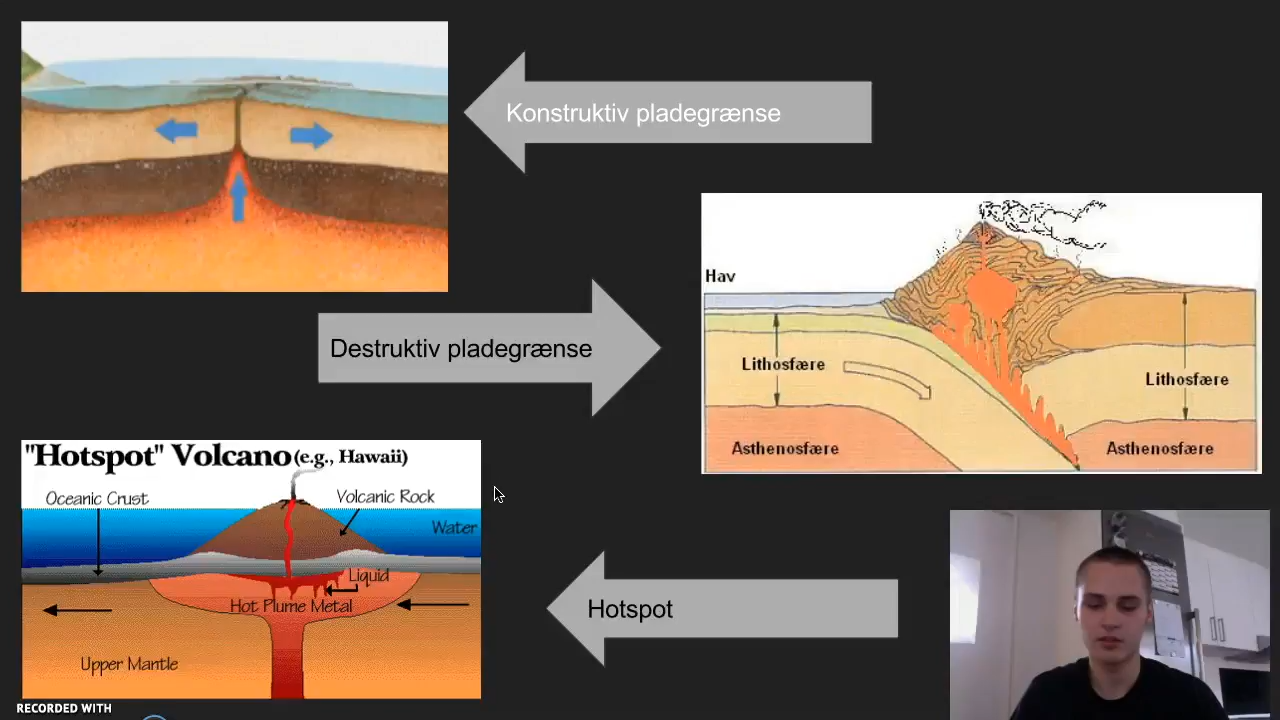 Konstruktiv pladegrænse
Hav
Lithosfære
Lithosfære
Asthenosfære
Asthenosfære
Destruktiv pladegrænse
"Hotspot" Volcano (e.g., Hawaii)
Oceanic Crust
Volcanic Rock
Water
Liquid
Hot Plume Metal
Upper Mantle
Hotspot
RECORDED WITH